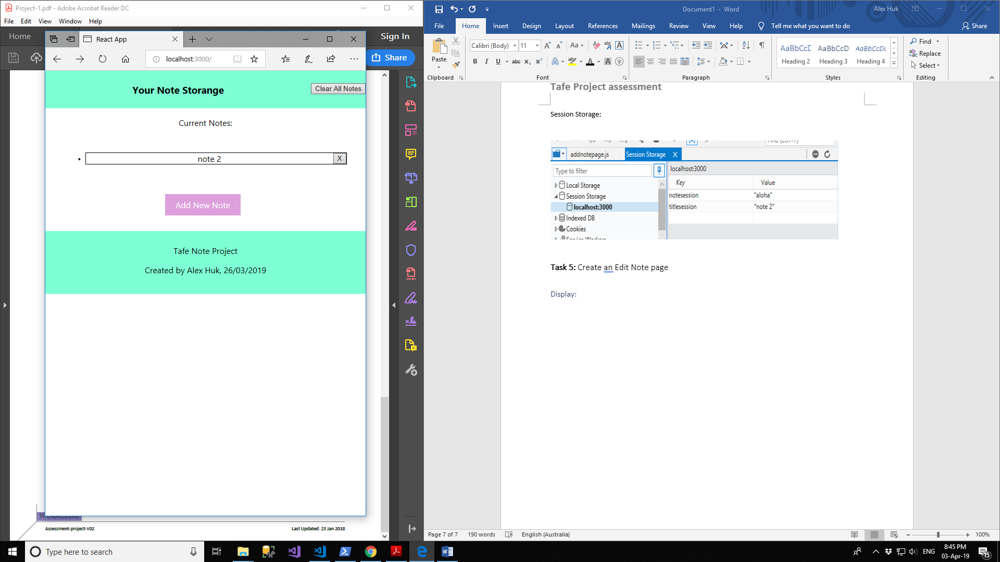 Project-1.pdf - Adobe Acrobat Reader DC
File Edit View Window Help
Home
Sign In
Share
React App
localhost:3000/
Your Note Storange
Clear All Notes
Current Notes:
note 2
X
Add New Note
Tafe Note Project
Created by Alex Huk, 26/03/2019
Assessment-project-V02
Last Updated: 23 Jan 2018
Document1 - Word
Alex Huk
File Home Insert Design Layout References Mailings Review View Help Tell me what you want to do Share
Paste
Clipboard
Calibri (Body) 11
Font
Paragraph
AaBbCcD AaBbCcD AaBbCcDc
Heading 2 Heading 3 Heading 4
Styles
Find
Replace
Select
Editing
Tafe Project assessment
Session Storage:
addnotepage.js Session Storage X
Type to filter
localhost:3000
Key Value
Local Storage
Session Storage
localhost:3000
Indexed DB
Cookies
Service Workers
notesession "aloha"
titlesession "note 2"
Task 5: Create an Edit Note page
Display:
Page 7 of 7 190 words English (Australia)
100%
Type here to search
ENG
8:45 PM
03-Apr-19
15